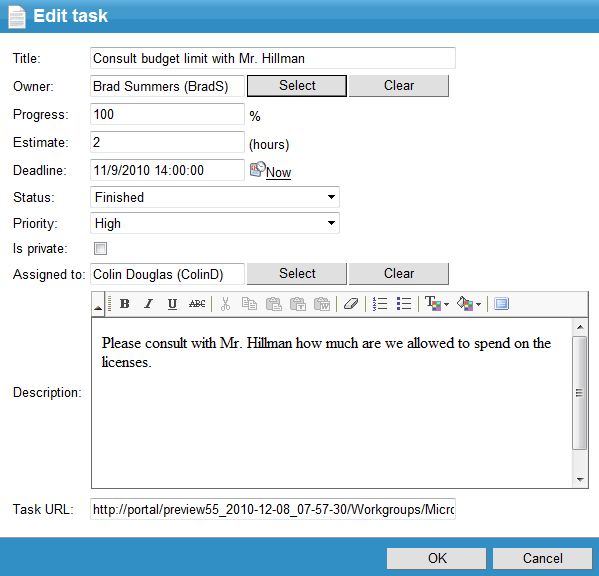 Edit task
Title: Consult budget limit with Mr. Hillman
Owner: Brad Summers (BradS) Select Clear
Progress: 100 %
Estimate: 2 (hours)
Deadline: 11/9/2010 14:00:00 Now
Status: Finished
Priority: High
Is private:
Assigned to: Colin Douglas (ColinD) Select Clear
B I U ABC
Please consult with Mr. Hillman how much are we allowed to spend on the
licenses.
Description:
Task URL: http://portal/preview55_2010-12-08_07-57-30/Workgroups/Micro
OK Cancel